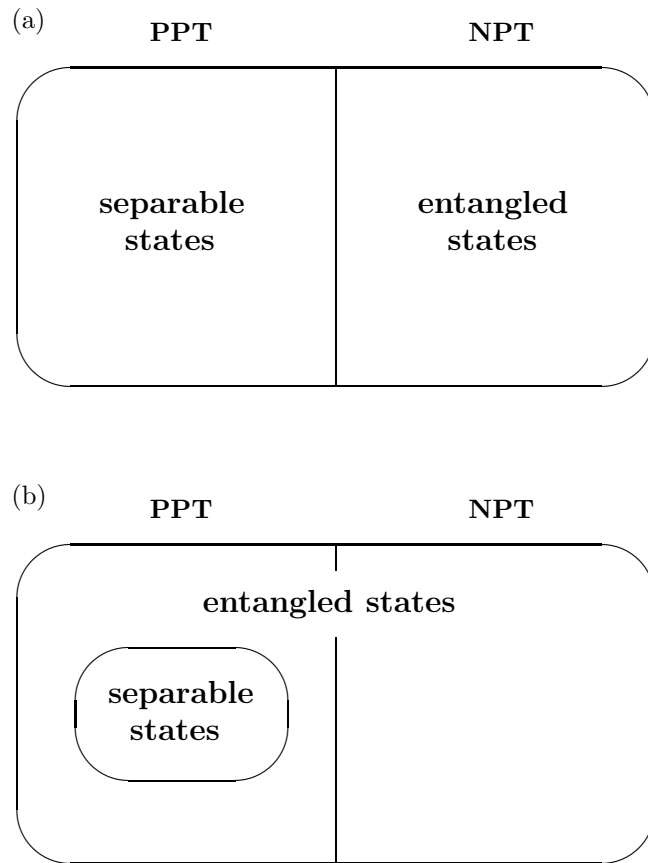 (a)
PPT NPT
separable
states
entangled
states
(b)
PPT NPT
entangled states
separable
states